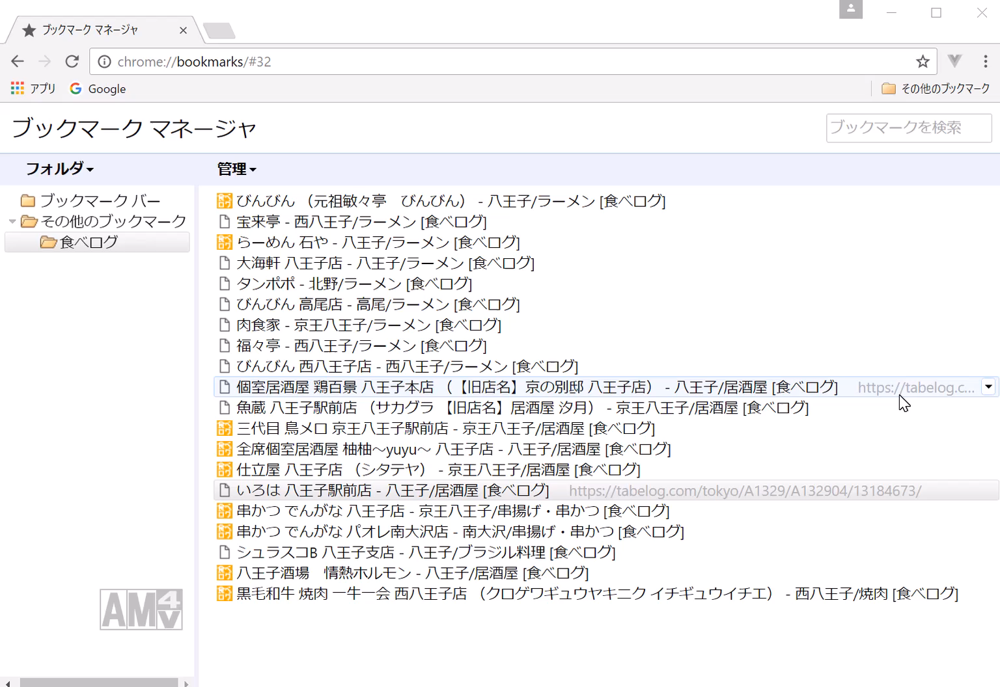 ブックマーク マネージャ
chrome://bookmarks/#32
アプリ Google その他のブックマーク
ブックマーク マネージャ ブックマークを検索
フォルダ 管理
ブックマーク バー
その他のブックマーク
食べログ
びんびん （元祖敏々亭　びんびん） - 八王子/ラーメン [食べログ]
宝来亭 - 西八王子/ラーメン [食べログ]
らーめん 石や - 八王子/ラーメン [食べログ]
大海軒 八王子店 - 八王子/ラーメン [食べログ]
タンポポ - 北野/ラーメン [食べログ]
びんびん 高尾店 - 高尾/ラーメン [食べログ]
肉食家 - 京王八王子/ラーメン [食べログ]
福々亭 - 西八王子/ラーメン [食べログ]
びんびん 西八王子店 - 西八王子/ラーメン [食べログ]
個室居酒屋 鶏百景 八王子本店 （【旧店名】京の別邸 八王子店） - 八王子/居酒屋 [食べログ] https://tabelog.c...
魚蔵 八王子駅前店 （サカグラ 【旧店名】居酒屋 汐月） - 京王八王子/居酒屋 [食べログ]
三代目 鳥メロ 京王八王子駅前店 - 京王八王子/居酒屋 [食べログ]
全席個室居酒屋 柚柚～yuyu～ 八王子店 - 八王子/居酒屋 [食べログ]
仕立屋 八王子店 （シタテヤ） - 京王八王子/居酒屋 [食べログ]
いろは 八王子駅前店 - 八王子/居酒屋 [食べログ] https://tabelog.com/tokyo/A1329/A132904/13184673/
串かつ でんがな 八王子店 - 京王八王子/串揚げ・串かつ [食べログ]
串かつ でんがな パオレ南大沢店 - 南大沢/串揚げ・串かつ [食べログ]
シュラスコB 八王子支店 - 八王子/ブラジル料理 [食べログ]
八王子酒場　情熱ホルモン - 八王子/居酒屋 [食べログ]
黒毛和牛 焼肉 一牛一会 西八王子店 （クロゲワギュウヤキニク イチギュウイチエ） - 西八王子/焼肉 [食べログ]
AM4V